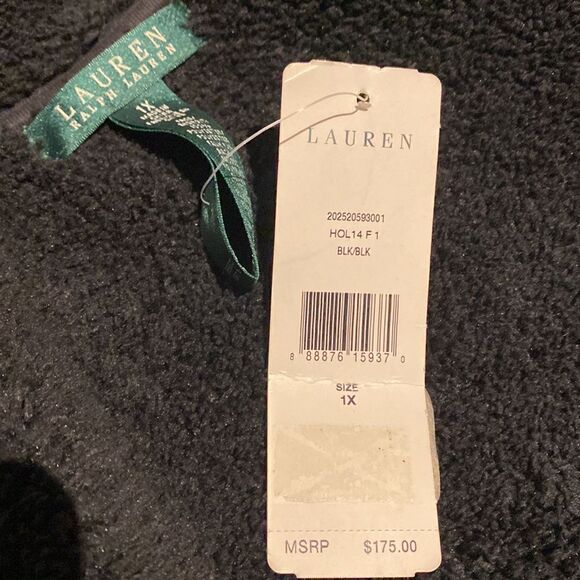 LAUREN
RALPH LAUREN
1X
LAUREN
202520593001
HOL14 F 1
BLK/BLK
8 88876 15937 0
SIZE
1X
MSRP $175.00